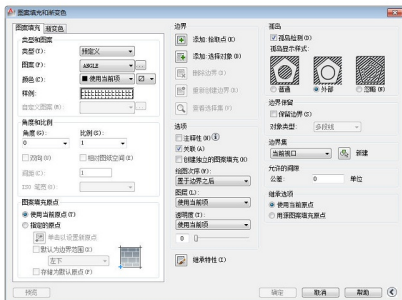 图案填充和渐变色
图案填充 渐变色
类型和图案
类型(Y): 预定义
图案(P): ANGLE
颜色(C): 使用当前项
样例:
自定义图案(M):
角度和比例
角度(G): 比例(S):
0 1
双向(U) 相对图纸空间(E)
间距(C): 1
ISO 笔宽(O):
图案填充原点
使用当前原点(T)
指定的原点
单击以设置新原点
默认为边界范围(X)
左下
存储为默认原点(F)
预览
边界
添加:拾取点(K)
添加:选择对象(B)
删除边界(D)
重新创建边界(R)
查看选择集(V)
选项
注释性(N)
关联(A)
创建独立的图案填充(H)
绘图次序(W):
置于边界之后
图层(L):
使用当前项
透明度(T):
使用当前项
0
继承特性(I)
孤岛
孤岛检测(D)
孤岛显示样式:
普通 外部 忽略(N)
边界保留
保留边界(S)
对象类型: 多段线
边界集
当前视口 新建
允许的间隙
公差: 0 单位
继承选项
使用当前原点
用源图案填充原点
确定 取消 帮助